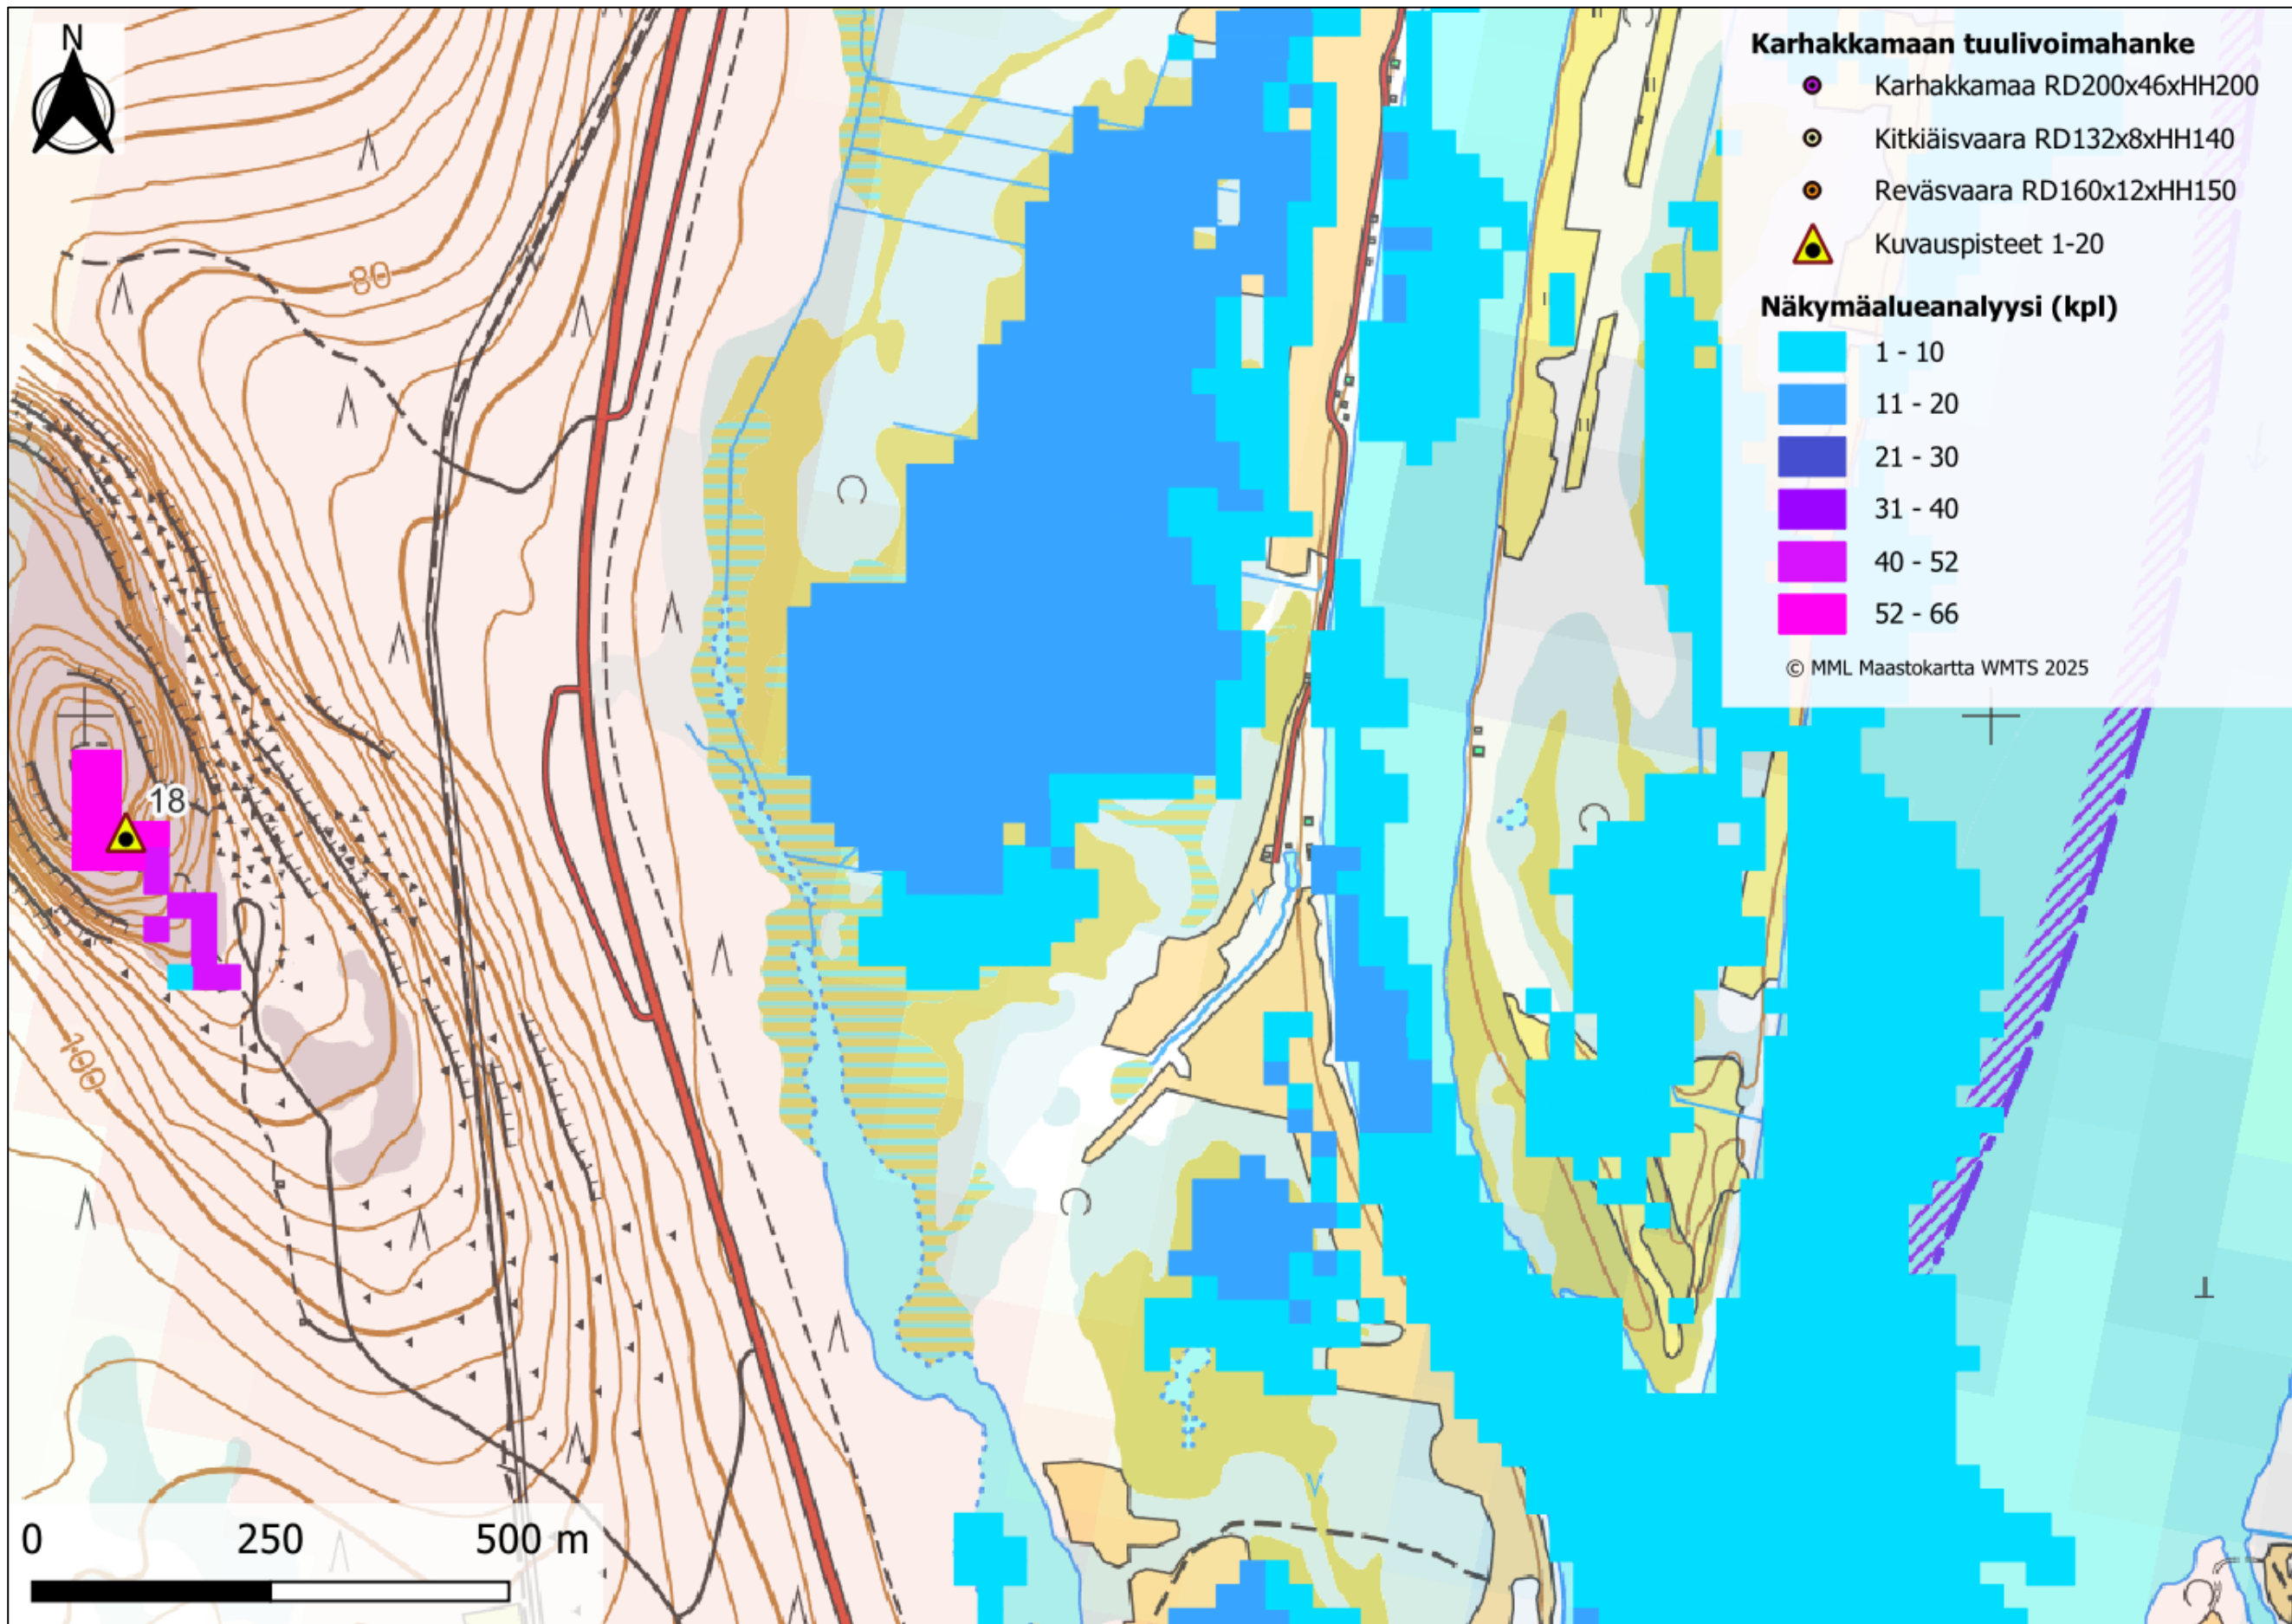 N
80
18
100
0 250 500 m
Karhakkamaan tuulivoimahanke
Karhakkamaa RD200x46xHH200
Kitkiäisvaara RD132x8xHH140
Reväsvaara RD160x12xHH150
Kuvauspisteet 1-20
Näkymäalueanalyysi (kpl)
1 - 10
11 - 20
21 - 30
31 - 40
40 - 52
52 - 66
© MML Maastokartta WMTS 2025